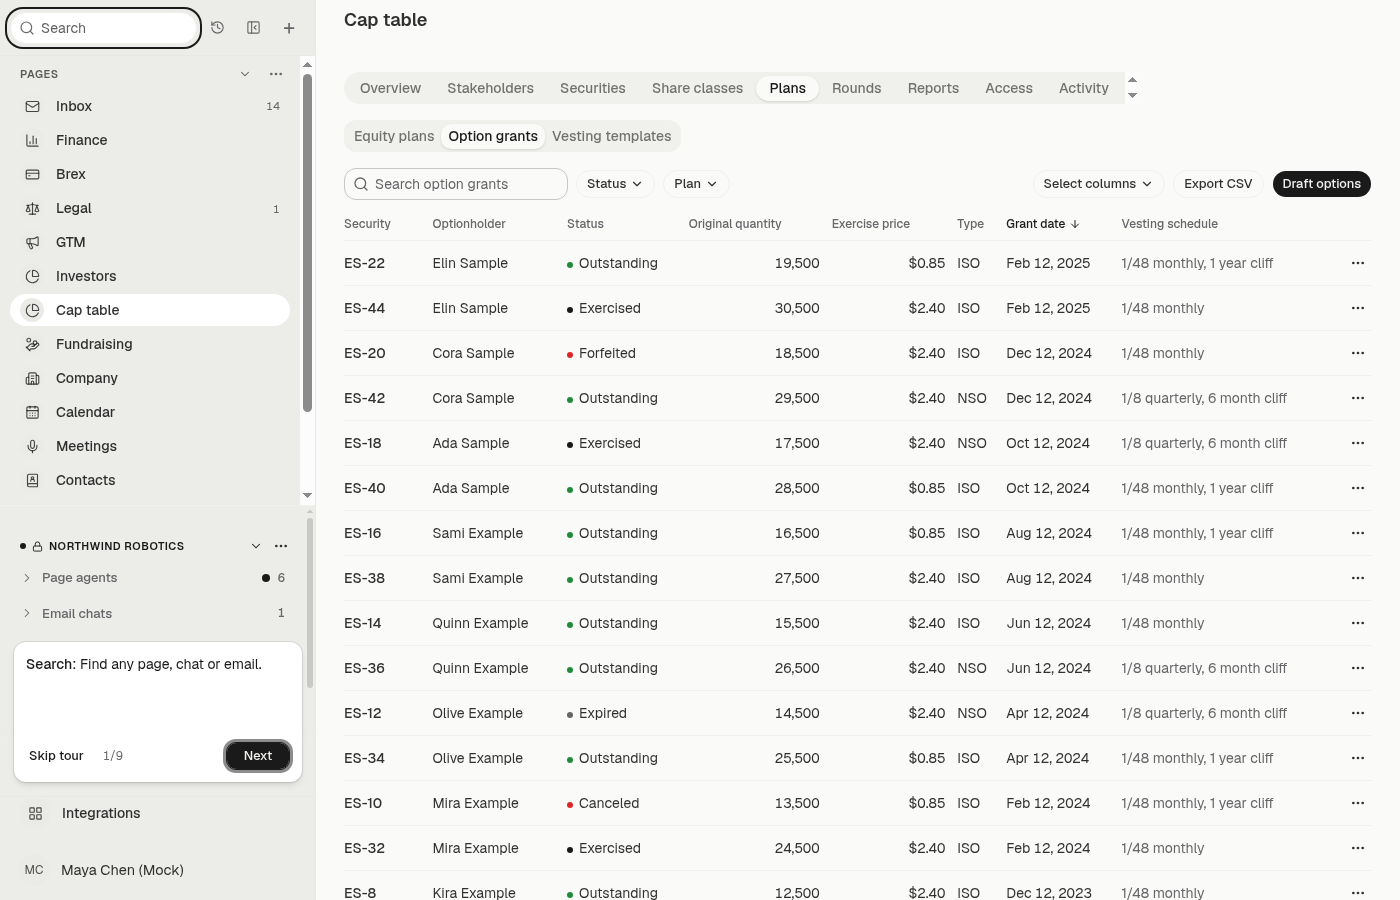 Search
PAGES
Inbox 14
Finance
Brex
Legal 1
GTM
Investors
Cap table
Fundraising
Company
Calendar
Meetings
Contacts
NORTHWIND ROBOTICS
Page agents 6
Email chats 1
Search: Find any page, chat or email.
Skip tour 1/9 Next
Integrations
MC Maya Chen (Mock)
Cap table
Overview Stakeholders Securities Share classes Plans Rounds Reports Access Activity
Equity plans Option grants Vesting templates
Search option grants Status Plan Select columns Export CSV Draft options
Security Optionholder Status Original quantity Exercise price Type Grant date Vesting schedule
ES-22 Elin Sample Outstanding 19,500 $0.85 ISO Feb 12, 2025 1/48 monthly, 1 year cliff
ES-44 Elin Sample Exercised 30,500 $2.40 ISO Feb 12, 2025 1/48 monthly
ES-20 Cora Sample Forfeited 18,500 $2.40 ISO Dec 12, 2024 1/48 monthly
ES-42 Cora Sample Outstanding 29,500 $2.40 NSO Dec 12, 2024 1/8 quarterly, 6 month cliff
ES-18 Ada Sample Exercised 17,500 $2.40 NSO Oct 12, 2024 1/8 quarterly, 6 month cliff
ES-40 Ada Sample Outstanding 28,500 $0.85 ISO Oct 12, 2024 1/48 monthly, 1 year cliff
ES-16 Sami Example Outstanding 16,500 $0.85 ISO Aug 12, 2024 1/48 monthly, 1 year cliff
ES-38 Sami Example Outstanding 27,500 $2.40 ISO Aug 12, 2024 1/48 monthly
ES-14 Quinn Example Outstanding 15,500 $2.40 ISO Jun 12, 2024 1/48 monthly
ES-36 Quinn Example Outstanding 26,500 $2.40 NSO Jun 12, 2024 1/8 quarterly, 6 month cliff
ES-12 Olive Example Expired 14,500 $2.40 NSO Apr 12, 2024 1/8 quarterly, 6 month cliff
ES-34 Olive Example Outstanding 25,500 $0.85 ISO Apr 12, 2024 1/48 monthly, 1 year cliff
ES-10 Mira Example Canceled 13,500 $0.85 ISO Feb 12, 2024 1/48 monthly, 1 year cliff
ES-32 Mira Example Exercised 24,500 $2.40 ISO Feb 12, 2024 1/48 monthly
ES-8 Kira Example Outstanding 12,500 $2.40 ISO Dec 12, 2023 1/48 monthly